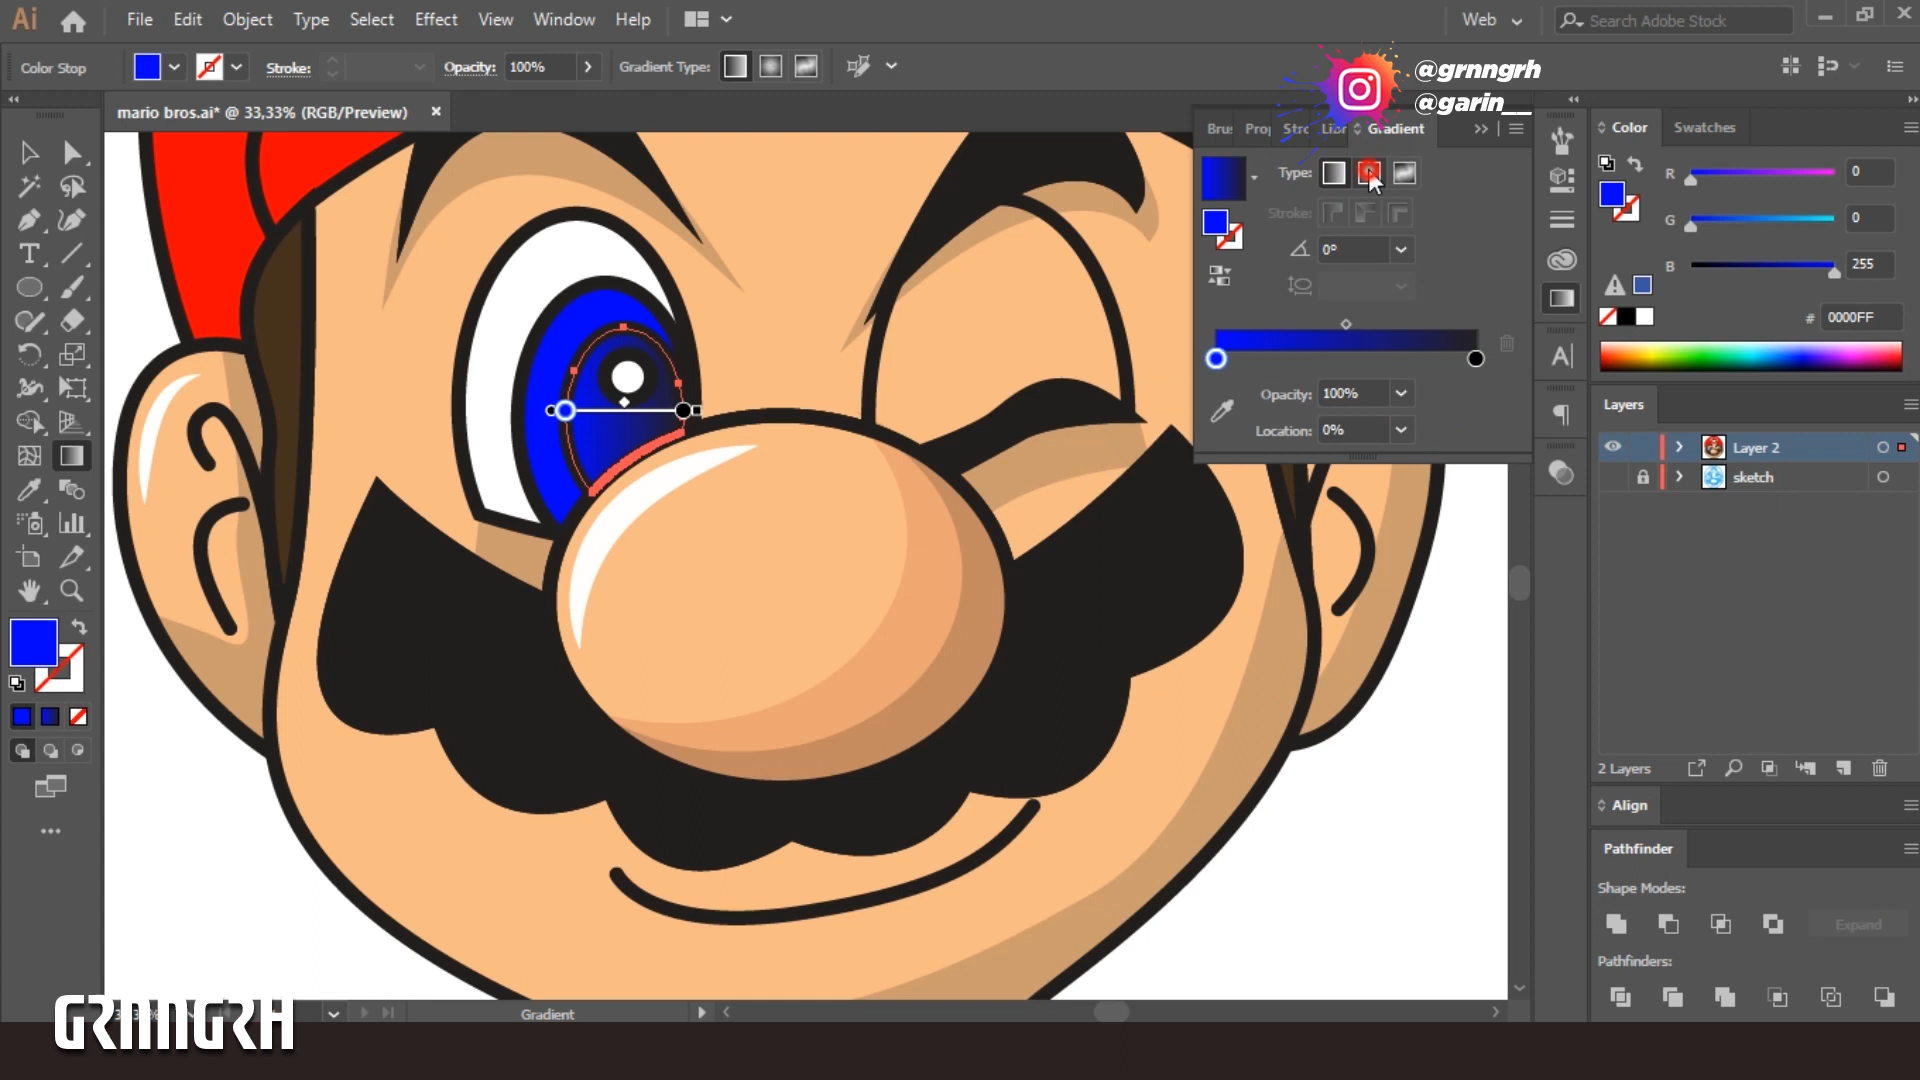 Ai File Edit Object Type Select Effect View Window Help Web Search Adobe Stock
Color Stop Stroke: Opacity: 100% Gradient Type:
@grnngrh
@garin__
mario bros.ai* @ 33,33% (RGB/Preview)
Brus Prop Stro Libr Gradient
Type:
Stroke:
0°
Opacity: 100%
Location: 0%
Color Swatches
R 0
G 0
B 255
# 0000FF
Layers
Layer 2
sketch
2 Layers
Align
Pathfinder
Shape Modes:
Expand
Pathfinders:
Gradient
GRNNGRH